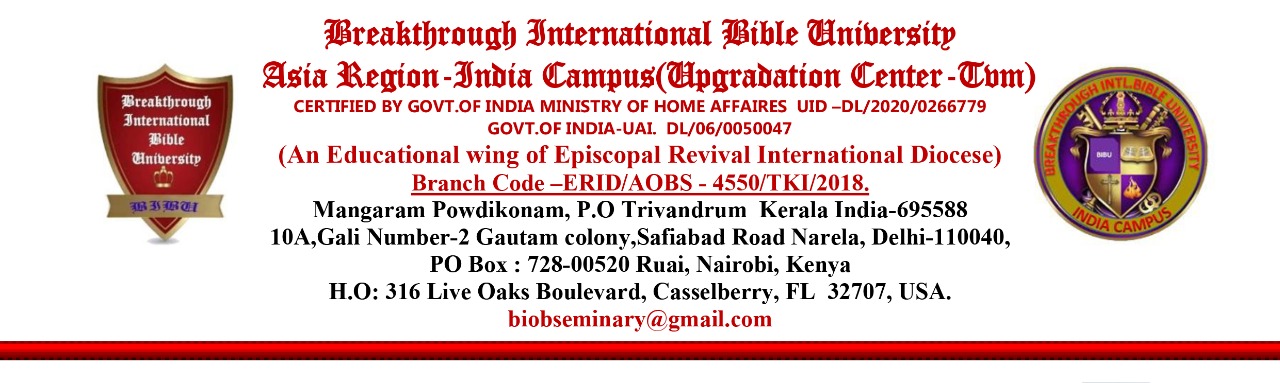 Breakthrough International Bible University
Asia Region-India Campus(Upgradation Center-Tvm)
CERTIFIED BY GOVT.OF INDIA MINISTRY OF HOME AFFAIRES UID –DL/2020/0266779
GOVT.OF INDIA-UAI. DL/06/0050047
(An Educational wing of Episcopal Revival International Diocese)
Branch Code –ERID/AOBS - 4550/TKI/2018.
Mangaram Powdikonam, P.O Trivandrum Kerala India-695588
10A,Gali Number-2 Gautam colony,Safiabad Road Narela, Delhi-110040,
PO Box : 728-00520 Ruai, Nairobi, Kenya
H.O: 316 Live Oaks Boulevard, Casselberry, FL 32707, USA.
biobseminary@gmail.com
Breakthrough
International
Bible
University
BIBU
BREAKTHROUGH INTL.BIBLE UNIVERSITY
BIBU
INDIA CAMPUS